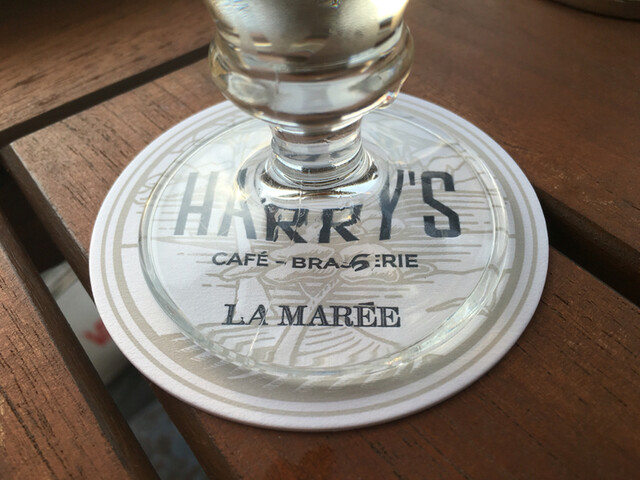 HARRY'S
CAFÉ - BRASSERIE
LA MARÉE